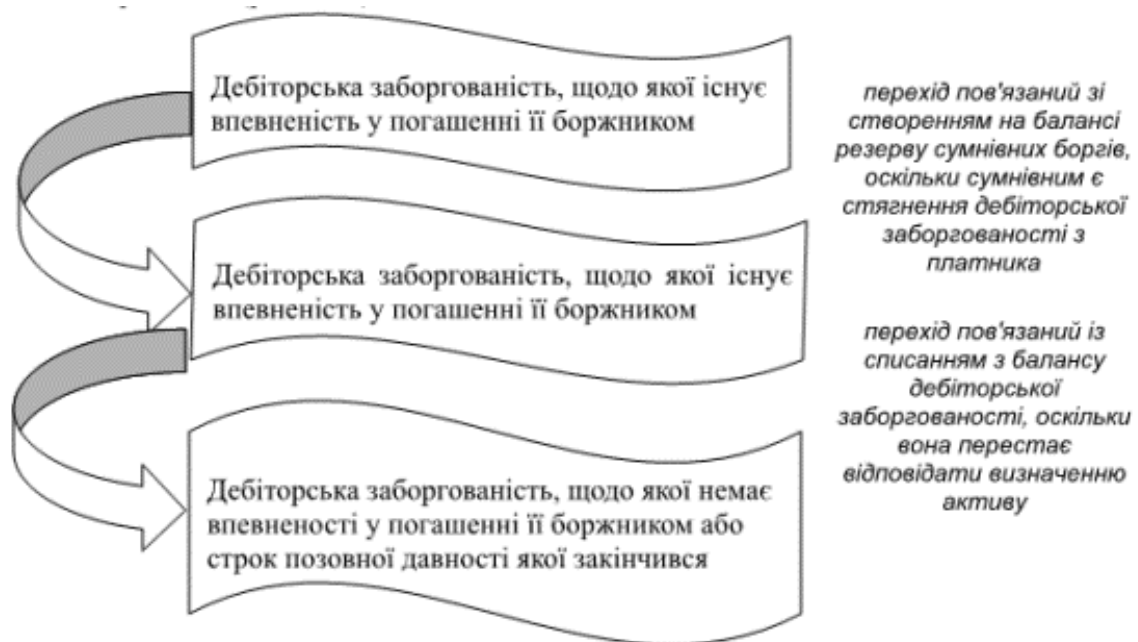 Дебіторська заборгованість, щодо якої існує
впевненість у погашенні її боржником
перехід пов'язаний зі
створенням на балансі
резерву сумнівних боргів,
оскільки сумнівним є
стягнення дебіторської
заборгованості з
платника
Дебіторська заборгованість, щодо якої існує
впевненість у погашенні її боржником
перехід пов'язаний із
списанням з балансу
дебіторської
заборгованості, оскільки
вона перестає
відповідати визначенню
активу
Дебіторська заборгованість, щодо якої немає
впевненості у погашенні її боржником або
строк позовної давності якої закінчився